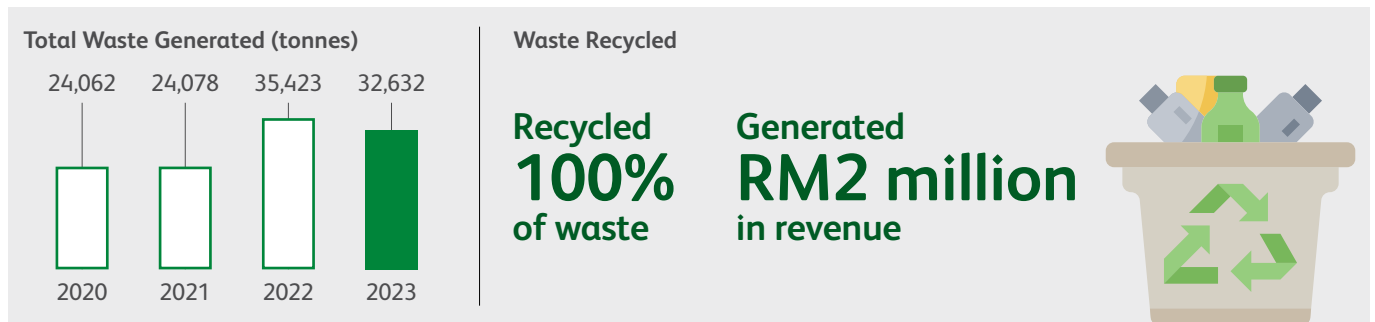 Total Waste Generated (tonnes)
24,062 24,078 35,423 32,632
2020 2021 2022 2023
Waste Recycled
Recycled
100%
of waste
Generated
RM2 million
in revenue